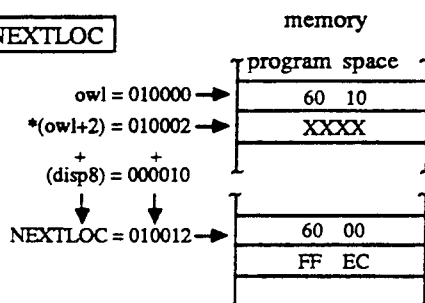 NEXTLOC
memory
program space
owl = 010000 60 10
*(owl+2) = 010002 XXXX
+ +
(disp8) = 000010
NEXTLOC = 010012 60 00
FF EC